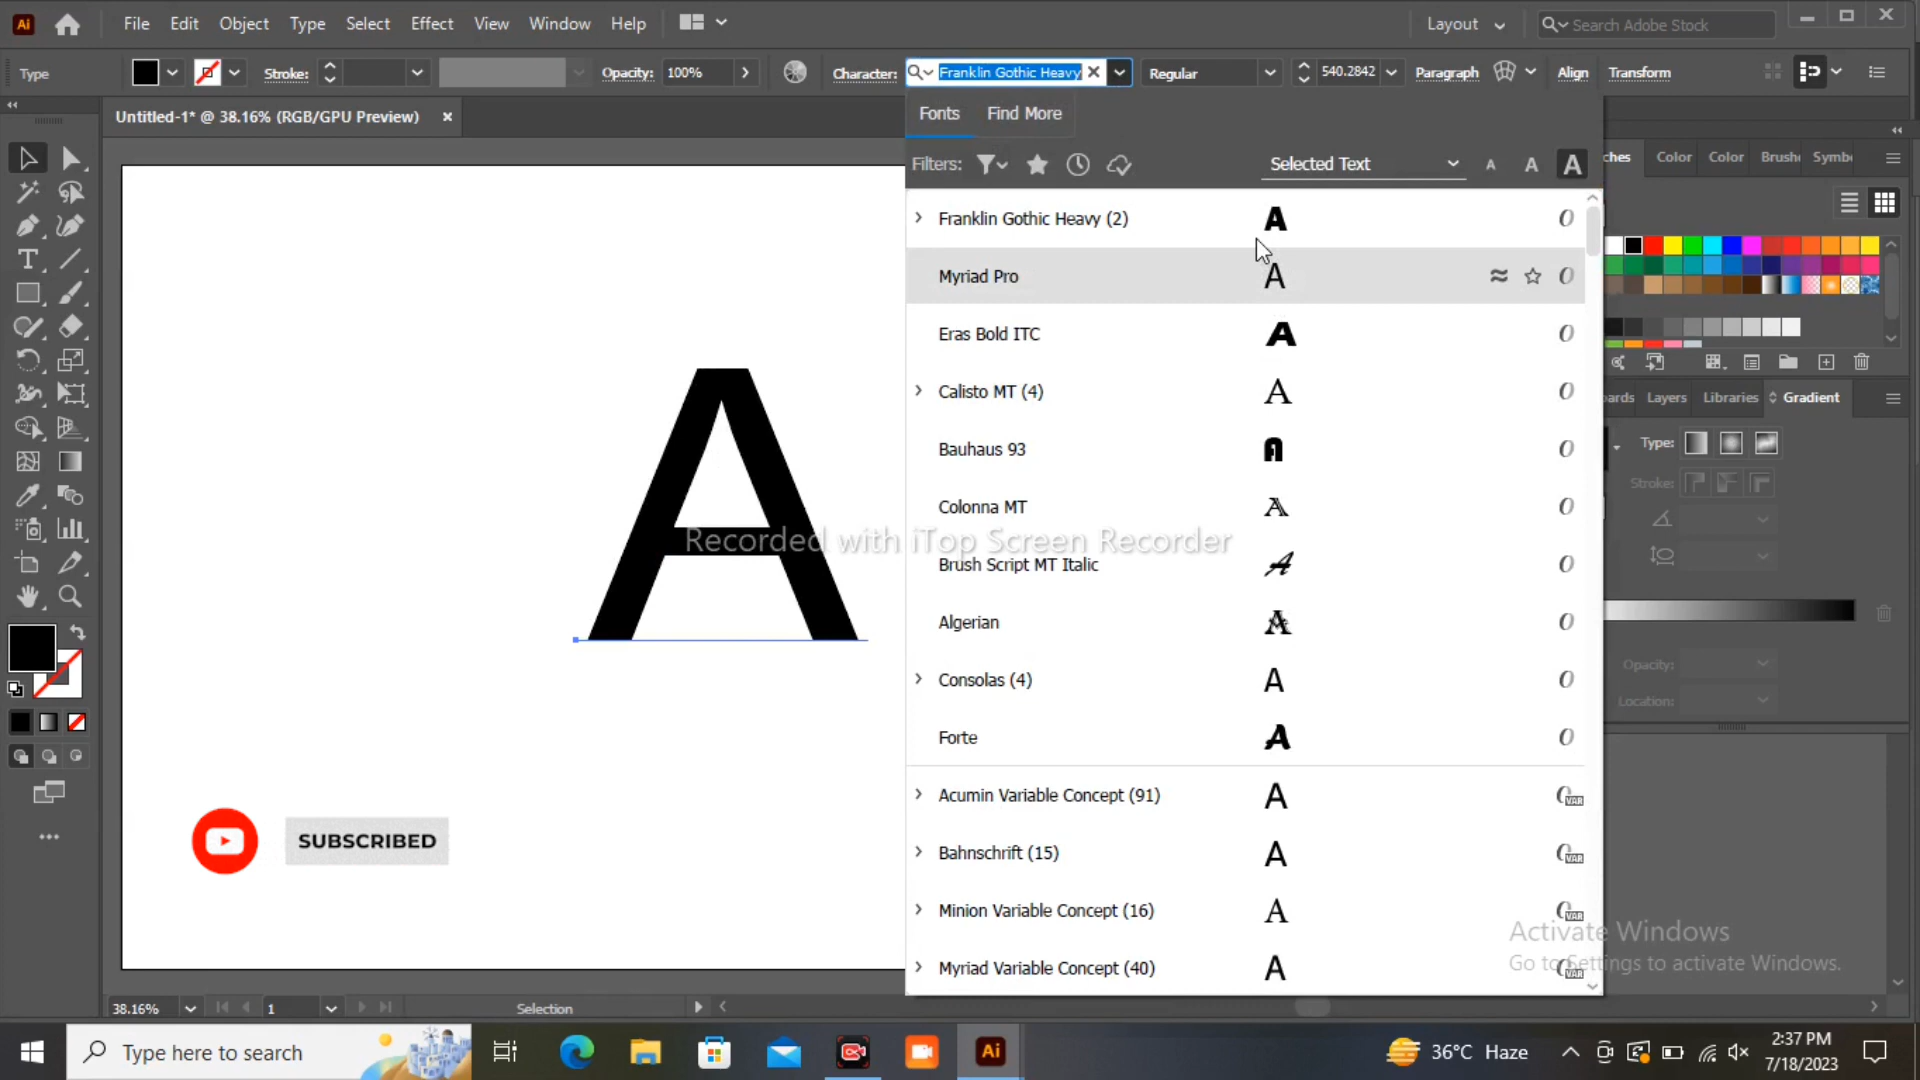 Ai File Edit Object Type Select Effect View Window Help Layout Search Adobe Stock
Type Stroke: Opacity: 100% Character: Franklin Gothic Heavy Regular 540.2842 Paragraph Align Transform
Untitled-1* @ 38.16% (RGB/GPU Preview)
Fonts Find More
Filters: Selected Text A A A
ches Color Color Brushe Symbo
Franklin Gothic Heavy (2) A
Myriad Pro A
Eras Bold ITC A
Calisto MT (4) A
Bauhaus 93 A
Colonna MT A
Brush Script MT Italic A
Algerian A
Consolas (4) A
Forte A
Acumin Variable Concept (91) A
Bahnschrift (15) A
Minion Variable Concept (16) A
Myriad Variable Concept (40) A
A
Recorded with iTop Screen Recorder
SUBSCRIBED
oards Layers Libraries Gradient
Type:
Stroke:
Opacity:
Location:
Activate Windows
Go to Settings to activate Windows.
38.16% 1 Selection
Type here to search Ai 36°C Haze 2:37 PM
7/18/2023